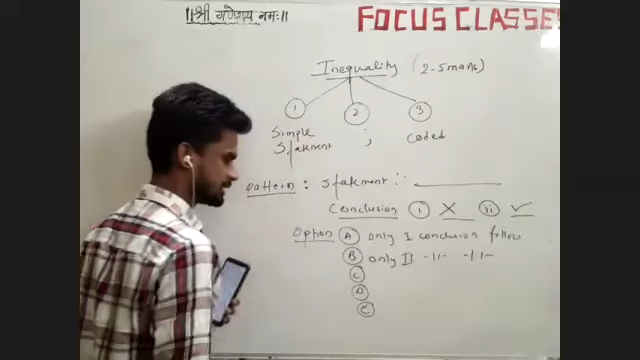 ॥श्री गणेशाय नमः॥
FOCUS CLASSES
Inequality (2-5 marks)
① ② ③
Simple Statement ; Coded
pattern : Statement :
Conclusion ⓘ ✗ ⓘⓘ ✓
Option Ⓐ only I conclusion follow
Ⓑ only II -11- -11-
Ⓒ
Ⓓ
Ⓔ